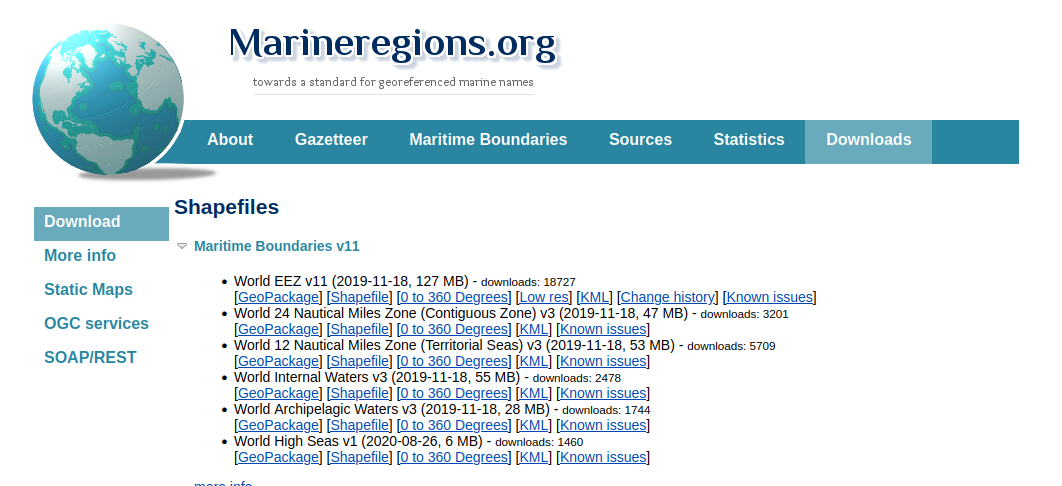 Marineregions.org
towards a standard for georeferenced marine names
About Gazetteer Maritime Boundaries Sources Statistics Downloads
Download
More info
Static Maps
OGC services
SOAP/REST
Shapefiles
Maritime Boundaries v11
• World EEZ v11 (2019-11-18, 127 MB) - downloads: 18727
[GeoPackage] [Shapefile] [0 to 360 Degrees] [Low res] [KML] [Change history] [Known issues]
• World 24 Nautical Miles Zone (Contiguous Zone) v3 (2019-11-18, 47 MB) - downloads: 3201
[GeoPackage] [Shapefile] [0 to 360 Degrees] [KML] [Known issues]
• World 12 Nautical Miles Zone (Territorial Seas) v3 (2019-11-18, 53 MB) - downloads: 5709
[GeoPackage] [Shapefile] [0 to 360 Degrees] [KML] [Known issues]
• World Internal Waters v3 (2019-11-18, 55 MB) - downloads: 2478
[GeoPackage] [Shapefile] [0 to 360 Degrees] [KML] [Known issues]
• World Archipelagic Waters v3 (2019-11-18, 28 MB) - downloads: 1744
[GeoPackage] [Shapefile] [0 to 360 Degrees] [KML] [Known issues]
• World High Seas v1 (2020-08-26, 6 MB) - downloads: 1460
[GeoPackage] [Shapefile] [0 to 360 Degrees] [KML] [Known issues]
more info